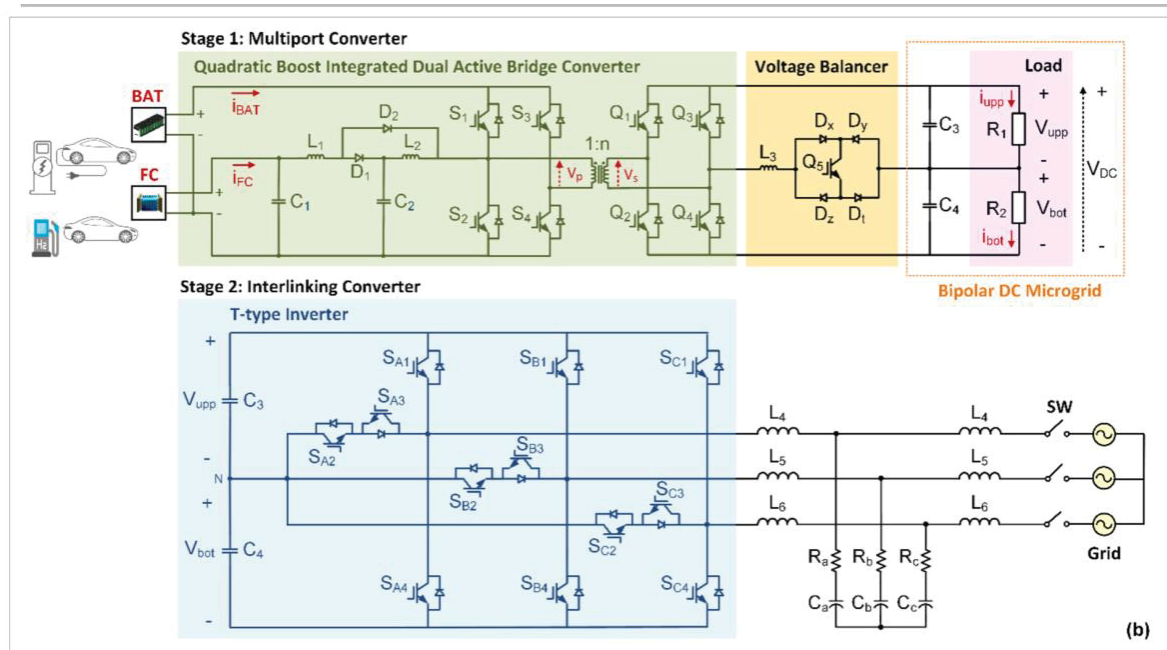 Stage 1: Multiport Converter
Quadratic Boost Integrated Dual Active Bridge Converter
Voltage Balancer
Load
BAT
+
-
iBAT
S1
S3
Q1
Q3
D2
L1
L2
D1
1:n
Vp
Vs
FC
+
-
iFC
C1
C2
S2
S4
Q2
Q4
L3
Dx
Dy
Q5
Dz
Dt
C3
C4
iupp
R1
+
Vupp
-
+
R2
Vbot
ibot
-
+
VDC
-
H2
Bipolar DC Microgrid
Stage 2: Interlinking Converter
T-type Inverter
+
Vupp
C3
-
N
+
Vbot
C4
-
SA1
SB1
SC1
SA3
SA2
SB3
SB2
SC3
SC2
SA4
SB4
SC4
L4
L4
SW
L5
L5
L6
L6
Grid
Ra
Rb
Rc
Ca
Cb
Cc
(b)